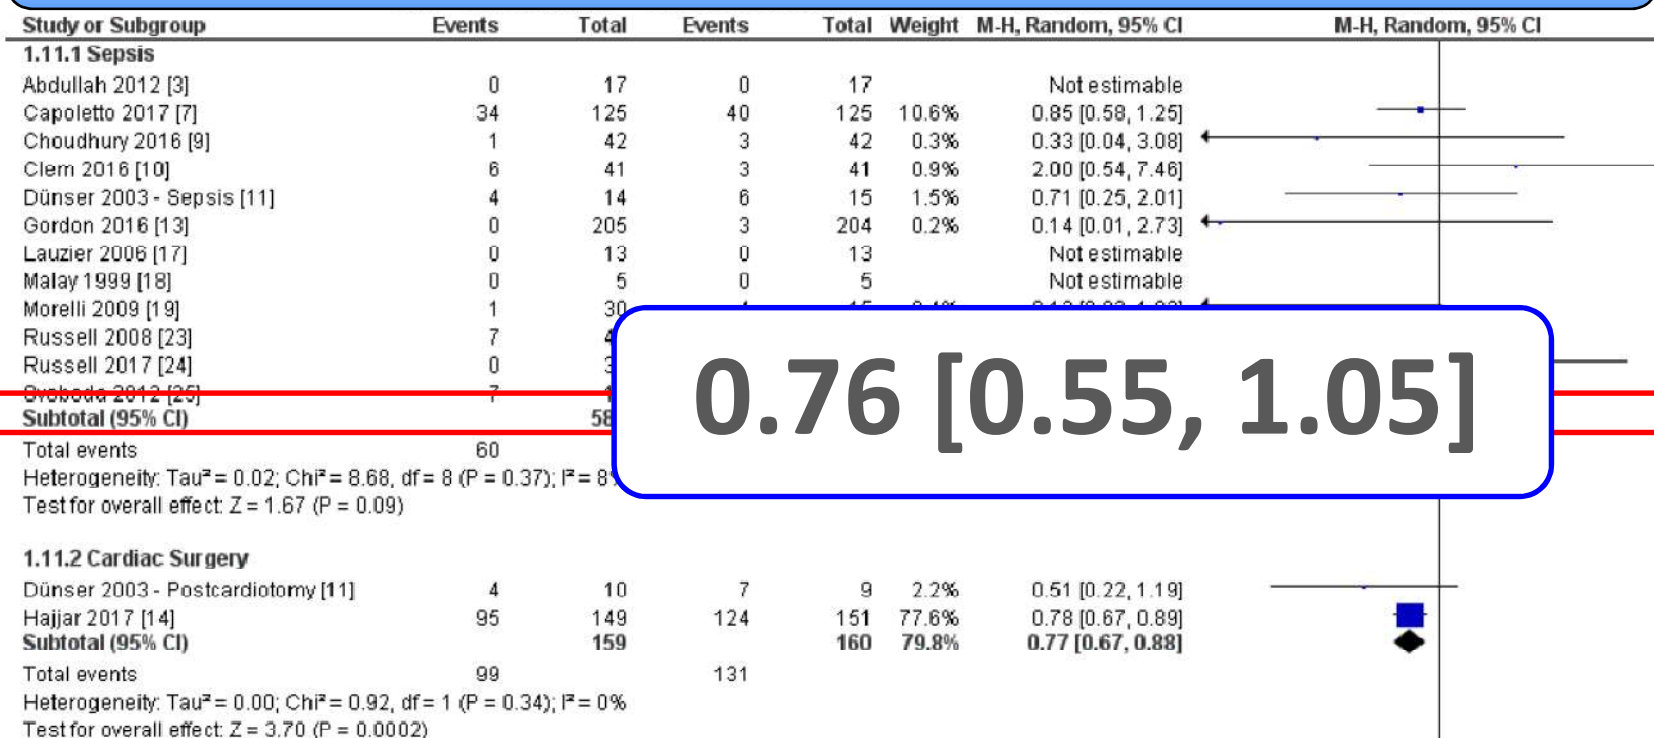 Study or Subgroup Events Total Events Total Weight M-H, Random, 95% CI M-H, Random, 95% CI
1.11.1 Sepsis
Abdullah 2012 [3] 0 17 0 17 Not estimable
Capoletto 2017 [7] 34 125 40 125 10.6% 0.85 [0.58, 1.25]
Choudhury 2016 [9] 1 42 3 42 0.3% 0.33 [0.04, 3.08]
Clem 2016 [10] 6 41 3 41 0.9% 2.00 [0.54, 7.46]
Dünser 2003 - Sepsis [11] 4 14 6 15 1.5% 0.71 [0.25, 2.01]
Gordon 2016 [13] 0 205 3 204 0.2% 0.14 [0.01, 2.73]
Lauzier 2006 [17] 0 13 0 13 Not estimable
Malay 1999 [18] 0 5 0 5 Not estimable
Morelli 2009 [19] 1 30
Russell 2008 [23] 7
Russell 2017 [24] 0
Svoboda 2012 [25] 7
0.76 [0.55, 1.05]
Subtotal (95% CI) 58
Total events 60
Heterogeneity: Tau² = 0.02; Chi² = 8.68, df = 8 (P = 0.37); I² = 8%
Test for overall effect: Z = 1.67 (P = 0.09)
1.11.2 Cardiac Surgery
Dünser 2003 - Postcardiotomy [11] 4 10 7 9 2.2% 0.51 [0.22, 1.19]
Hajjar 2017 [14] 95 149 124 151 77.6% 0.78 [0.67, 0.89]
Subtotal (95% CI) 159 160 79.8% 0.77 [0.67, 0.88]
Total events 99 131
Heterogeneity: Tau² = 0.00; Chi² = 0.92, df = 1 (P = 0.34); I² = 0%
Test for overall effect: Z = 3.70 (P = 0.0002)